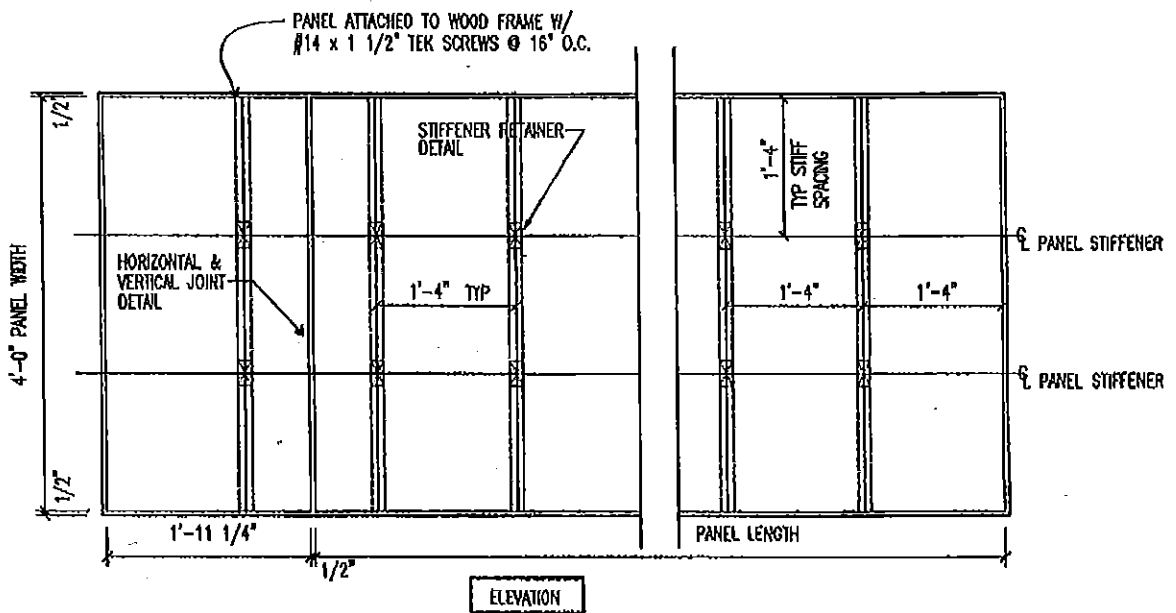 PANEL ATTACHED TO WOOD FRAME W/
#14 x 1 1/2" TEK SCREWS @ 16" O.C.
1/2"
STIFFENER RETAINER
DETAIL
1'-4"
TYP STIFF
SPACING
℄ PANEL STIFFENER
HORIZONTAL &
VERTICAL JOINT
DETAIL
1'-4" TYP
1'-4"
1'-4"
4'-0" PANEL WIDTH
℄ PANEL STIFFENER
1/2"
1'-11 1/4"
PANEL LENGTH
1/2"
ELEVATION